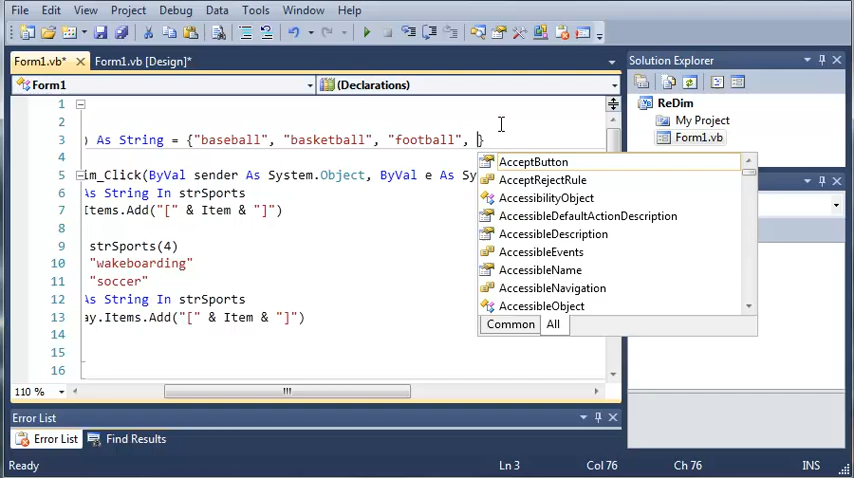 File Edit View Project Debug Data Tools Window Help
Form1.vb* Form1.vb [Design]*
Form1 (Declarations)
1
2
3 ) As String = {"baseball", "basketball", "football", }
4
5 im_Click(ByVal sender As System.Object, ByVal e As Sy
6 As String In strSports
7 Items.Add("[" & Item & "]")
8
9 strSports(4)
10 "wakeboarding"
11 "soccer"
12 As String In strSports
13 ay.Items.Add("[" & Item & "]")
14
15
16
AcceptButton
AcceptRejectRule
AccessibilityObject
AccessibleDefaultActionDescription
AccessibleDescription
AccessibleEvents
AccessibleName
AccessibleNavigation
AccessibleObject
Common All
110 %
Solution Explorer
ReDim
My Project
Form1.vb
Error List
Error List Find Results
Ready Ln 3 Col 76 Ch 76 INS